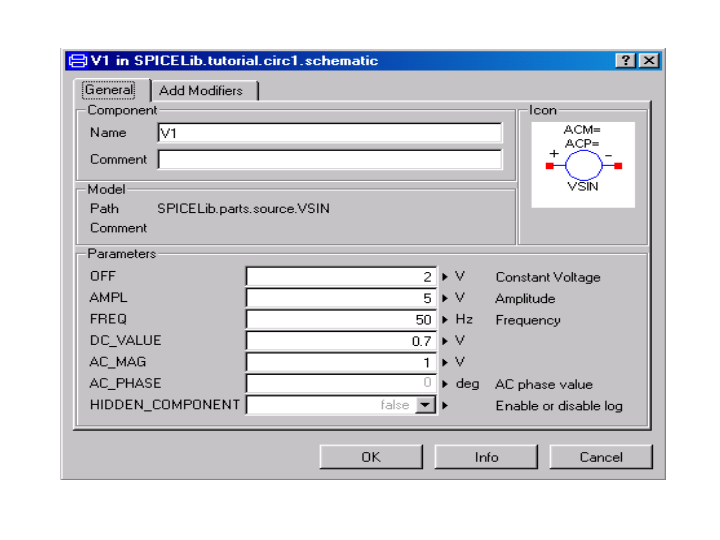 V1 in SPICELib.tutorial.circ1.schematic
General Add Modifiers
Component
Name V1
Comment
Icon
ACM=
ACP=
+ -
VSIN
Model
Path SPICELib.parts.source.VSIN
Comment
Parameters
OFF 2 V Constant Voltage
AMPL 5 V Amplitude
FREQ 50 Hz Frequency
DC_VALUE 0.7 V
AC_MAG 1 V
AC_PHASE 0 deg AC phase value
HIDDEN_COMPONENT false Enable or disable log
OK Info Cancel